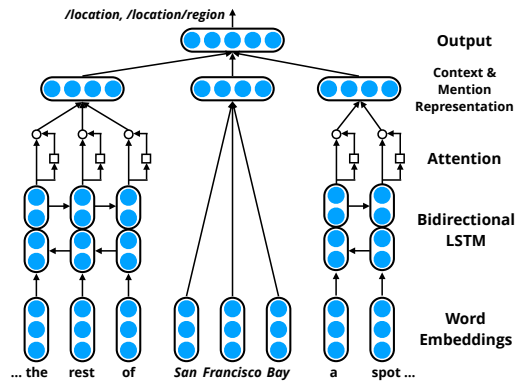 /location, /location/region
Output
Context &
Mention
Representation
Attention
Bidirectional
LSTM
Word
Embeddings
... the rest of San Francisco Bay a spot ...